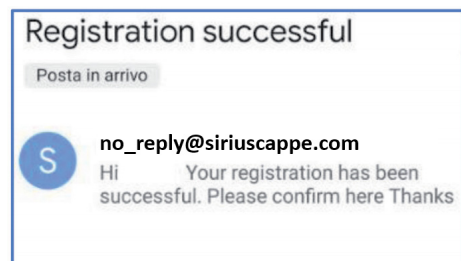 Registration successful
Posta in arrivo
S
no_reply@siriuscappe.com
Hi Your registration has been
successful. Please confirm here Thanks